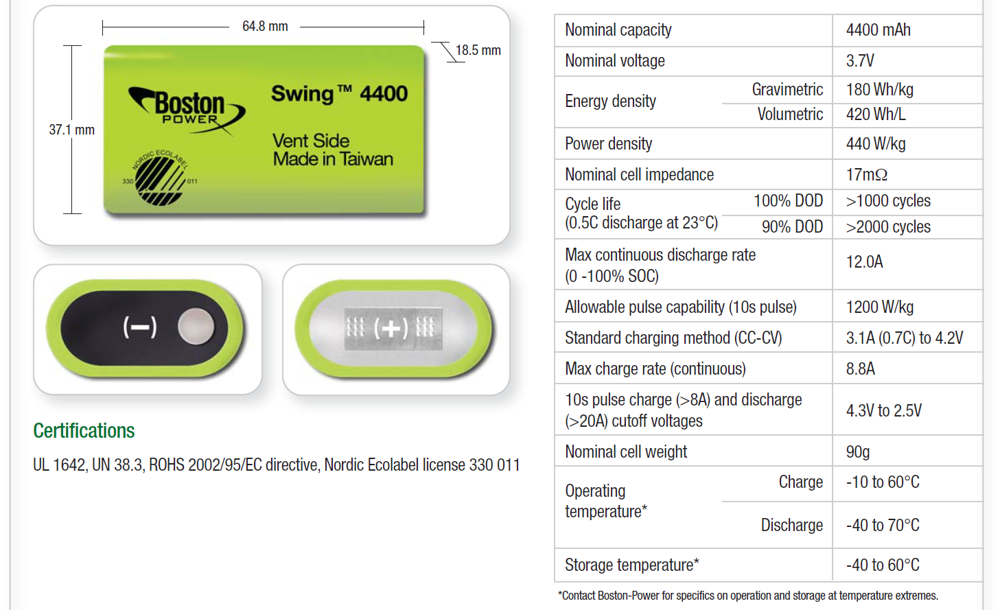 64.8 mm
18.5 mm
37.1 mm
Boston
POWER
Swing™ 4400
Vent Side
Made in Taiwan
NORDIC ECOLABEL
330 011
(–)
(+)
Certifications
UL 1642, UN 38.3, ROHS 2002/95/EC directive, Nordic Ecolabel license 330 011
Nominal capacity 4400 mAh
Nominal voltage 3.7V
Energy density Gravimetric 180 Wh/kg
Volumetric 420 Wh/L
Power density 440 W/kg
Nominal cell impedance 17mΩ
Cycle life 100% DOD >1000 cycles
(0.5C discharge at 23°C) 90% DOD >2000 cycles
Max continuous discharge rate
(0 -100% SOC) 12.0A
Allowable pulse capability (10s pulse) 1200 W/kg
Standard charging method (CC-CV) 3.1A (0.7C) to 4.2V
Max charge rate (continuous) 8.8A
10s pulse charge (>8A) and discharge
(>20A) cutoff voltages 4.3V to 2.5V
Nominal cell weight 90g
Operating
temperature* Charge -10 to 60°C
Discharge -40 to 70°C
Storage temperature* -40 to 60°C
*Contact Boston-Power for specifics on operation and storage at temperature extremes.